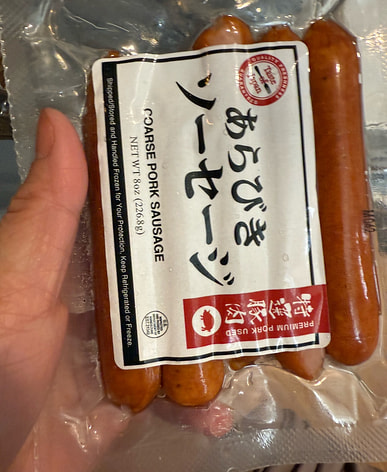 あらびき
ソーセージ
COARSE PORK SAUSAGE
NET WT 8oz (226.8g)
Shipped/Stored and Handled Frozen for Your Protection, Keep Refrigerated or Freeze.
PREMIUM PORK USED
特選豚肉